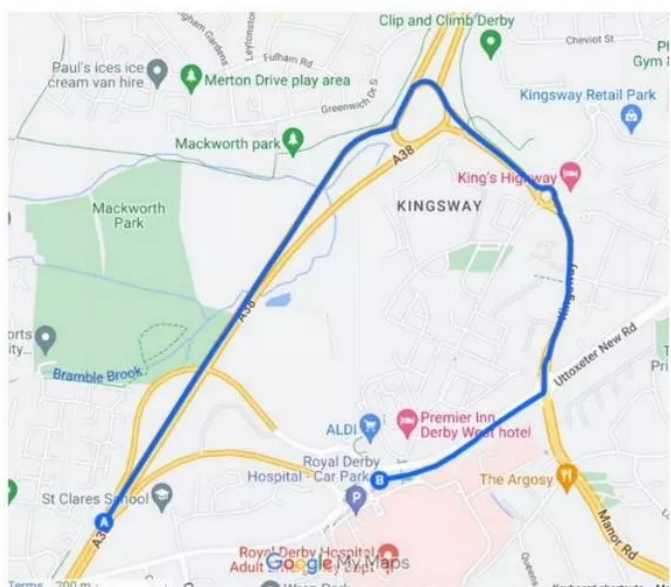 Clip and Climb Derby
Cheviot St
Fulham Rd
Paul's ices ice
cream van hire
Merton Drive play area
Gym &
Greenwich Dr S
Kingsway Retail Park
Mackworth park
A38
King's Highway
KINGSWAY
Mackworth
Park
Kingsway
A38
Uttoxeter New Rd
Bramble Brook
ALDI
Premier Inn
Derby West hotel
Royal Derby
Hospital - Car Park
B
The Argosy
St Clares School
P
A
Manor Rd
Google My Maps
Royal Derby Hospital
Terms
200 m